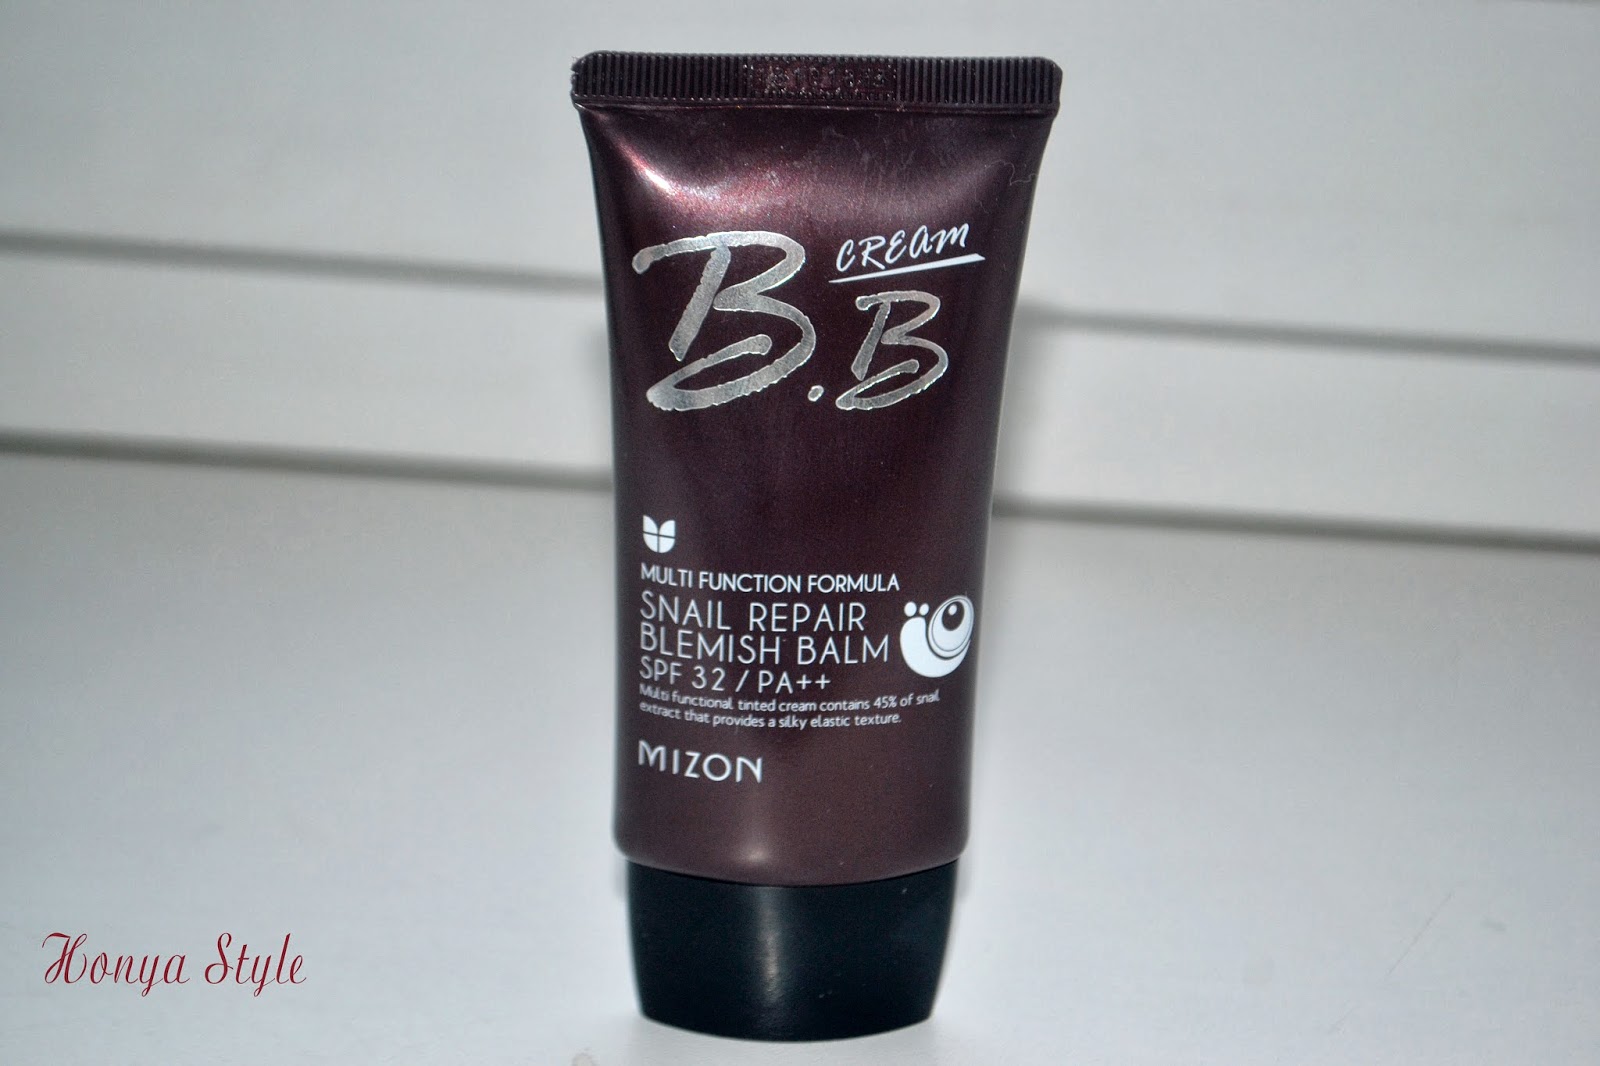 CREAM
B.B
MULTI FUNCTION FORMULA
SNAIL REPAIR
BLEMISH BALM
SPF 32 / PA++
Multi functional tinted cream contains 45% of snail
extract that provides a silky elastic texture.
MIZON
Honya Style